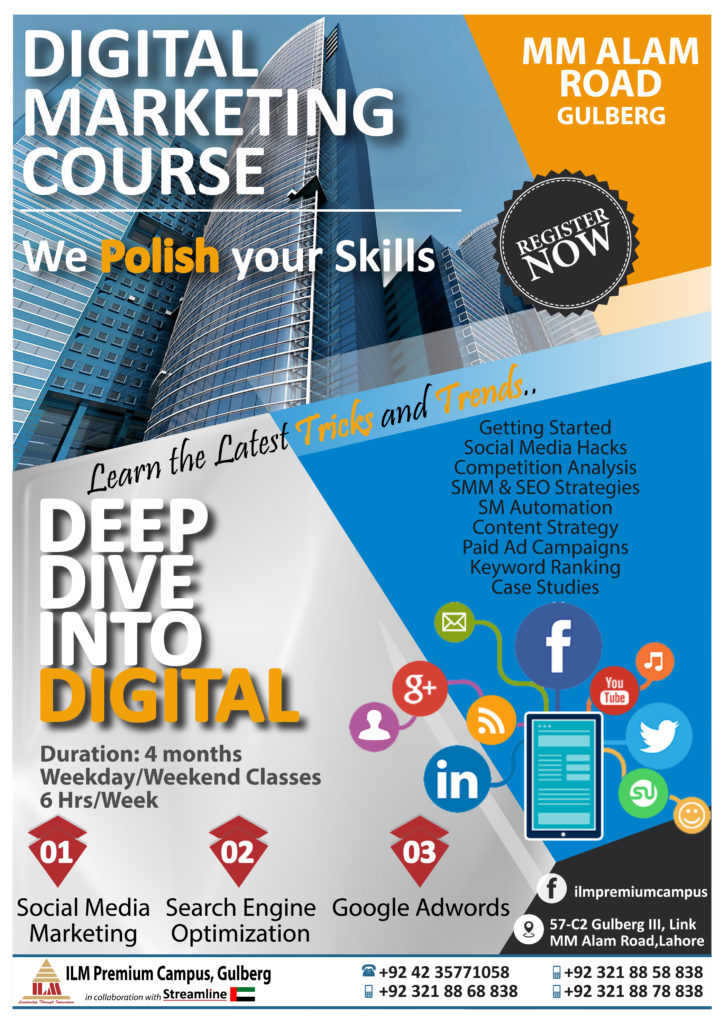 DIGITAL
MARKETING
COURSE
We Polish your Skills
MM ALAM
ROAD
GULBERG
REGISTER
NOW
Learn the Latest Tricks and Trends..
Getting Started
Social Media Hacks
Competition Analysis
SMM & SEO Strategies
SM Automation
Content Strategy
Paid Ad Campaigns
Keyword Ranking
Case Studies
DEEP
DIVE
INTO
DIGITAL
Duration: 4 months
Weekday/Weekend Classes
6 Hrs/Week
f
g+
You
Tube
in
01
Social Media
Marketing
02
Search Engine
Optimization
03
Google Adwords
f
ilmpremiumcampus
57-C2 Gulberg III, Link
MM Alam Road,Lahore
ILM
Leadership Through Innovation
ILM Premium Campus, Gulberg
in collaboration with Streamline
+92 42 35771058
+92 321 88 68 838
+92 321 88 58 838
+92 321 88 78 838